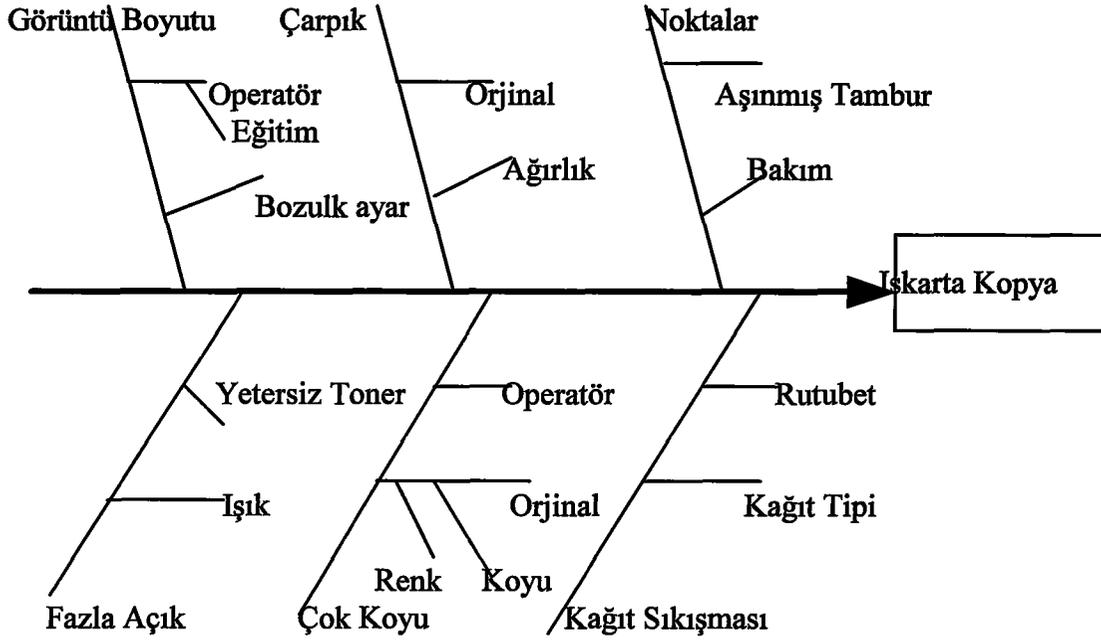 Görüntü Boyutu
Çarpık
Noktalar
Operatör
Eğitim
Orjinal
Aşınmış Tambur
Ağırlık
Bakım
Bozulk ayar
Iskarta Kopya
Yetersiz Toner
Operatör
Rutubet
Işık
Orjinal
Kağıt Tipi
Renk
Koyu
Fazla Açık
Çok Koyu
Kağıt Sıkışması